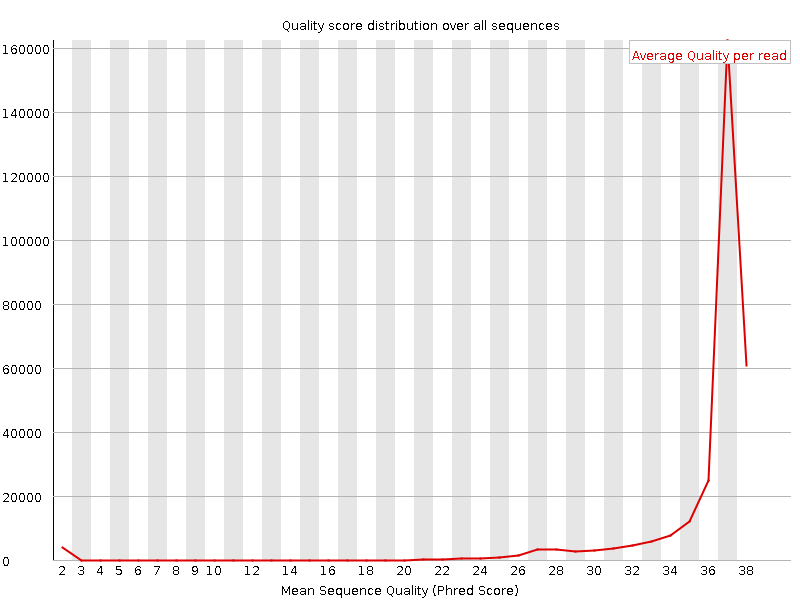 Quality score distribution over all sequences
Average Quality per read
160000
140000
120000
100000
80000
60000
40000
20000
0
2 3 4 5 6 7 8 9 10 12 14 16 18 20 22 24 26 28 30 32 34 36 38
Mean Sequence Quality (Phred Score)